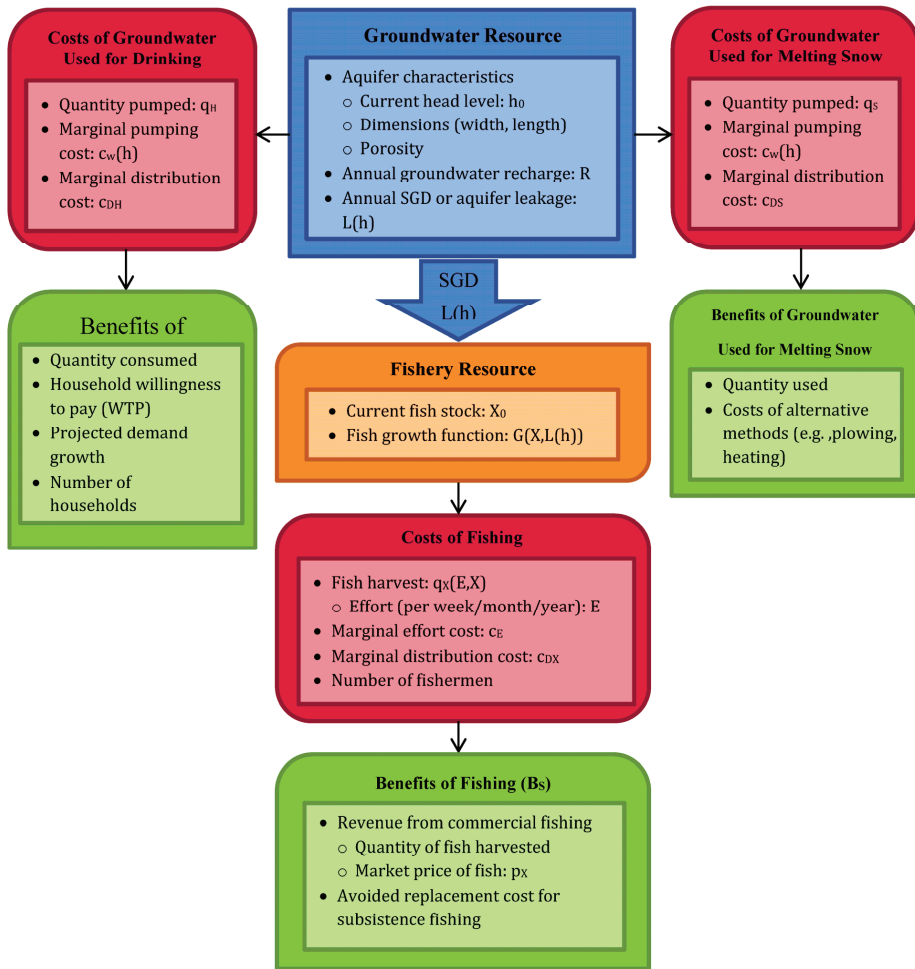 Costs of Groundwater
Used for Drinking
• Quantity pumped: qH
• Marginal pumping
cost: cw(h)
• Marginal distribution
cost: cDH
Groundwater Resource
• Aquifer characteristics
o Current head level: h0
o Dimensions (width, length)
o Porosity
• Annual groundwater recharge: R
• Annual SGD or aquifer leakage:
L(h)
Costs of Groundwater
Used for Melting Snow
• Quantity pumped: qS
• Marginal pumping
cost: cw(h)
• Marginal distribution
cost: cDS
SGD
L(h)
Benefits of
• Quantity consumed
• Household willingness
to pay (WTP)
• Projected demand
growth
• Number of
households
Fishery Resource
• Current fish stock: X0
• Fish growth function: G(X,L(h))
Benefits of Groundwater
Used for Melting Snow
• Quantity used
• Costs of alternative
methods (e.g. ,plowing,
heating)
Costs of Fishing
• Fish harvest: qX(E,X)
o Effort (per week/month/year): E
• Marginal effort cost: cE
• Marginal distribution cost: cDX
• Number of fishermen
Benefits of Fishing (BS)
• Revenue from commercial fishing
o Quantity of fish harvested
o Market price of fish: pX
• Avoided replacement cost for
subsistence fishing